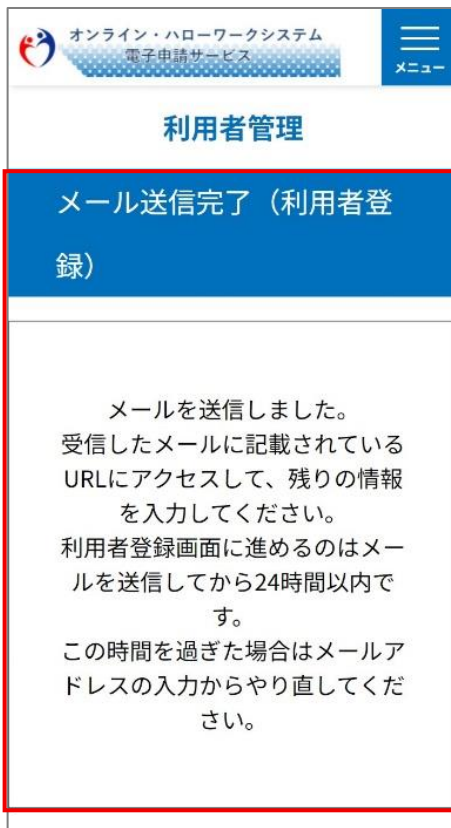 オンライン・ハローワークシステム
電子申請サービス
メニュー
利用者管理
メール送信完了（利用者登
録）
メールを送信しました。
受信したメールに記載されている
URLにアクセスして、残りの情報
を入力してください。
利用者登録画面に進めるのはメー
ルを送信してから24時間以内で
す。
この時間を過ぎた場合はメールア
ドレスの入力からやり直してくだ
さい。